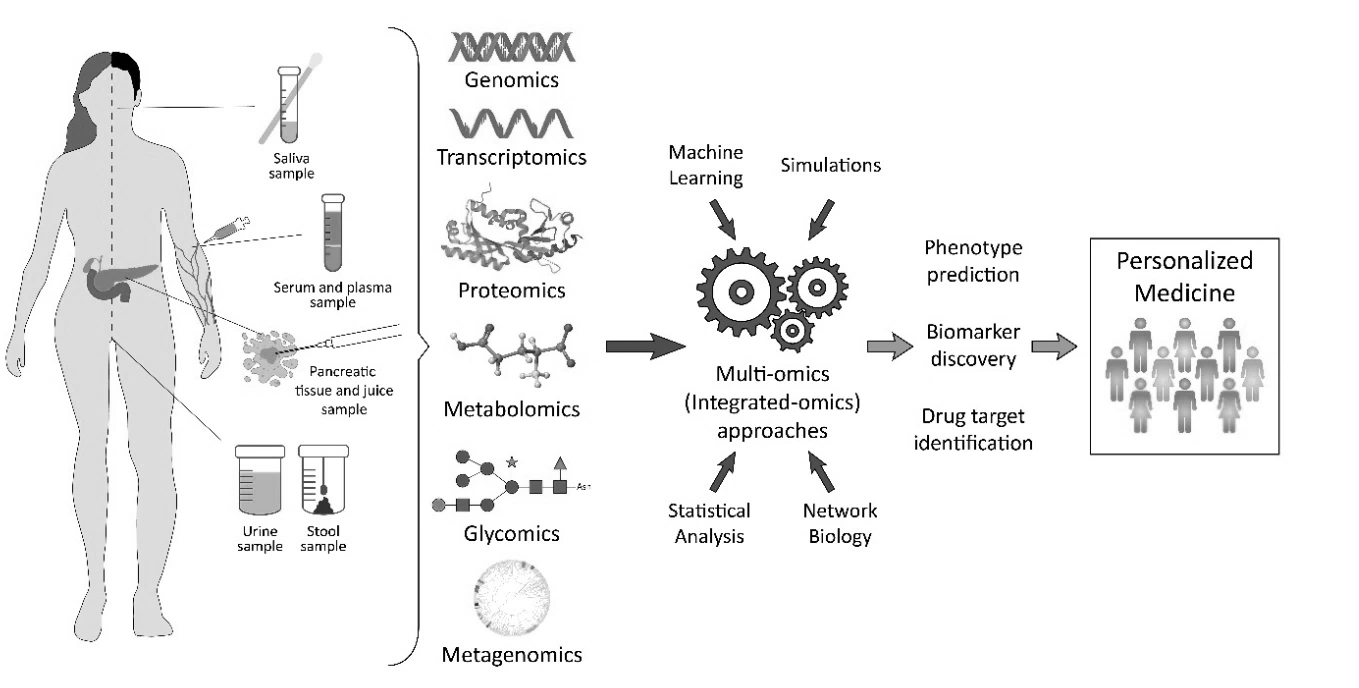 Saliva
sample
Serum and plasma
sample
Pancreatic
tissue and juice
sample
Urine
sample
Stool
sample
Genomics
Transcriptomics
Proteomics
Metabolomics
Asn
Glycomics
Metagenomics
Machine
Learning
Simulations
Multi-omics
(Integrated-omics)
approaches
Statistical
Analysis
Network
Biology
Phenotype
prediction
Biomarker
discovery
Drug target
identification
Personalized
Medicine